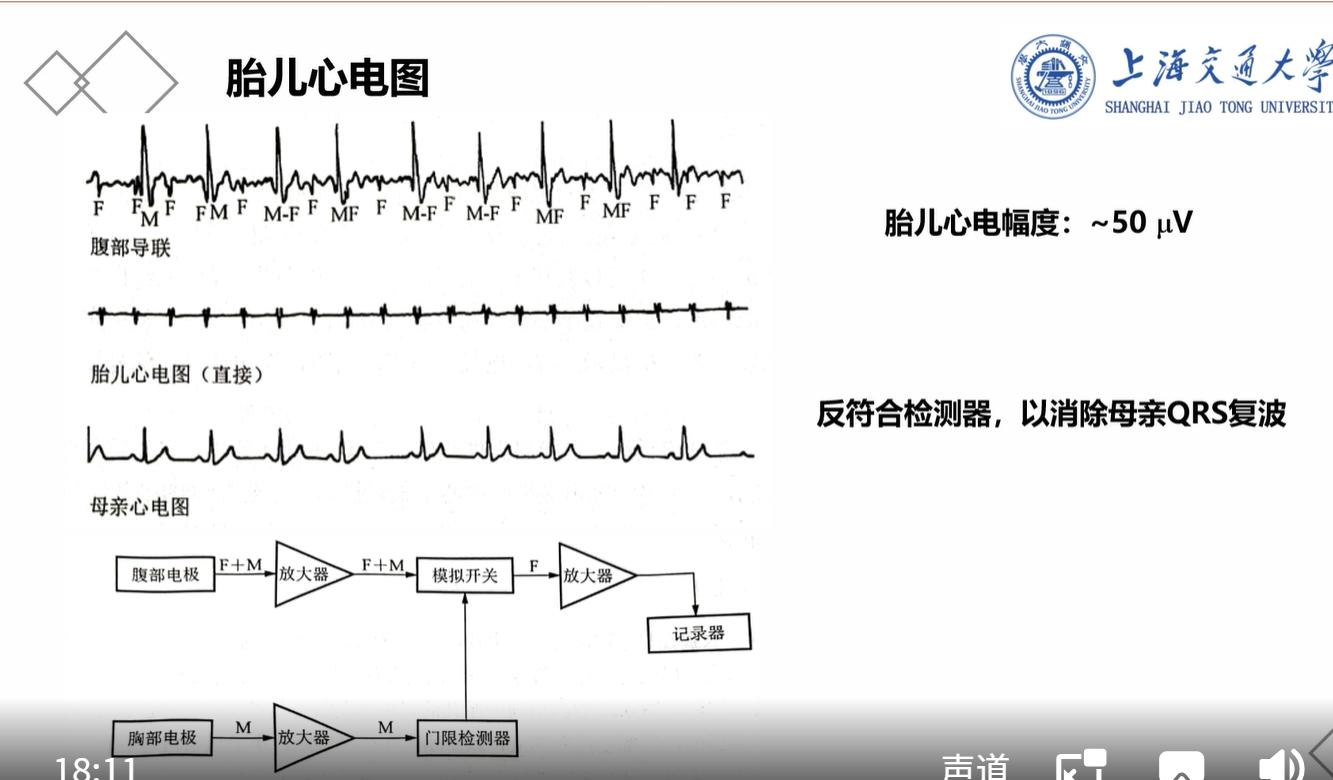 胎儿心电图
上海交通大学
SHANGHAI JIAO TONG UNIVERSIT
F F M F F M F M-F F MF F M-F F M-F F MF F MF F F F
腹部导联
胎儿心电幅度：~50 μV
胎儿心电图（直接）
反符合检测器，以消除母亲QRS复波
母亲心电图
腹部电极 F+M 放大器 F+M 模拟开关 F 放大器
记录器
胸部电极 M 放大器 M 门限检测器
18:11 声道